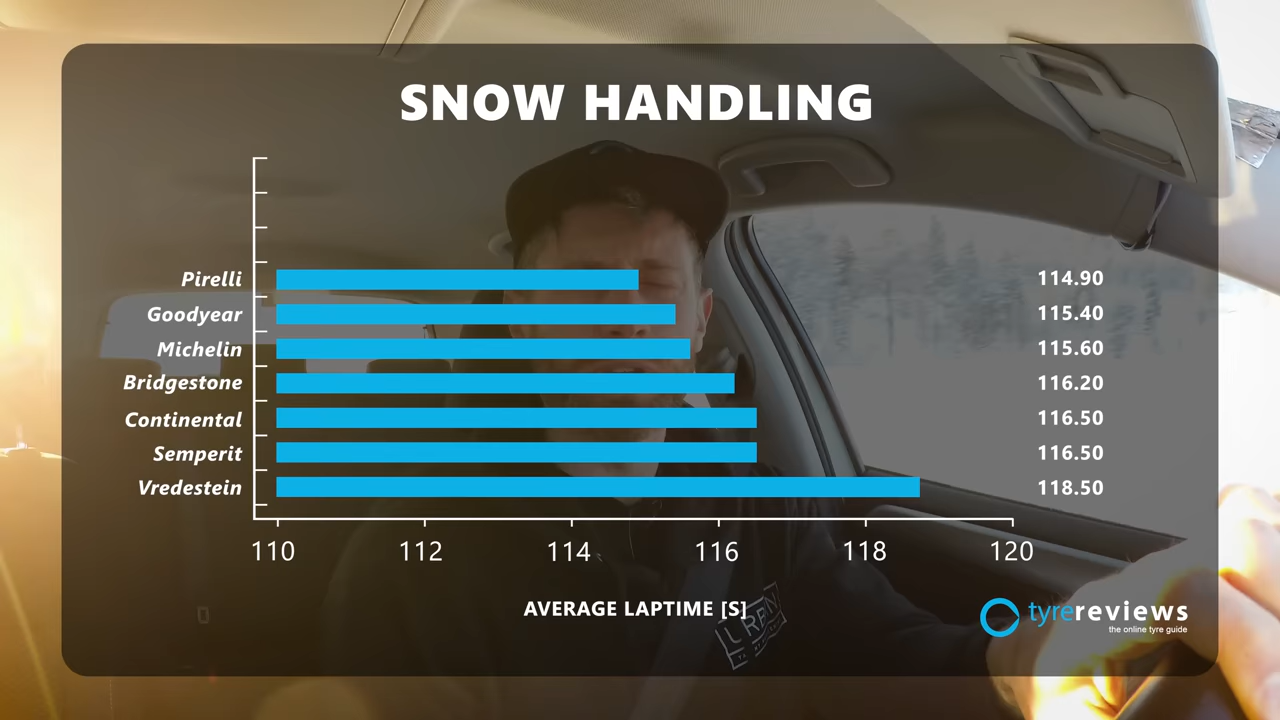 SNOW HANDLING
Pirelli 114.90
Goodyear 115.40
Michelin 115.60
Bridgestone 116.20
Continental 116.50
Semperit 116.50
Vredestein 118.50
110 112 114 116 118 120
AVERAGE LAPTIME [S]
tyrereviews
the online tyre guide